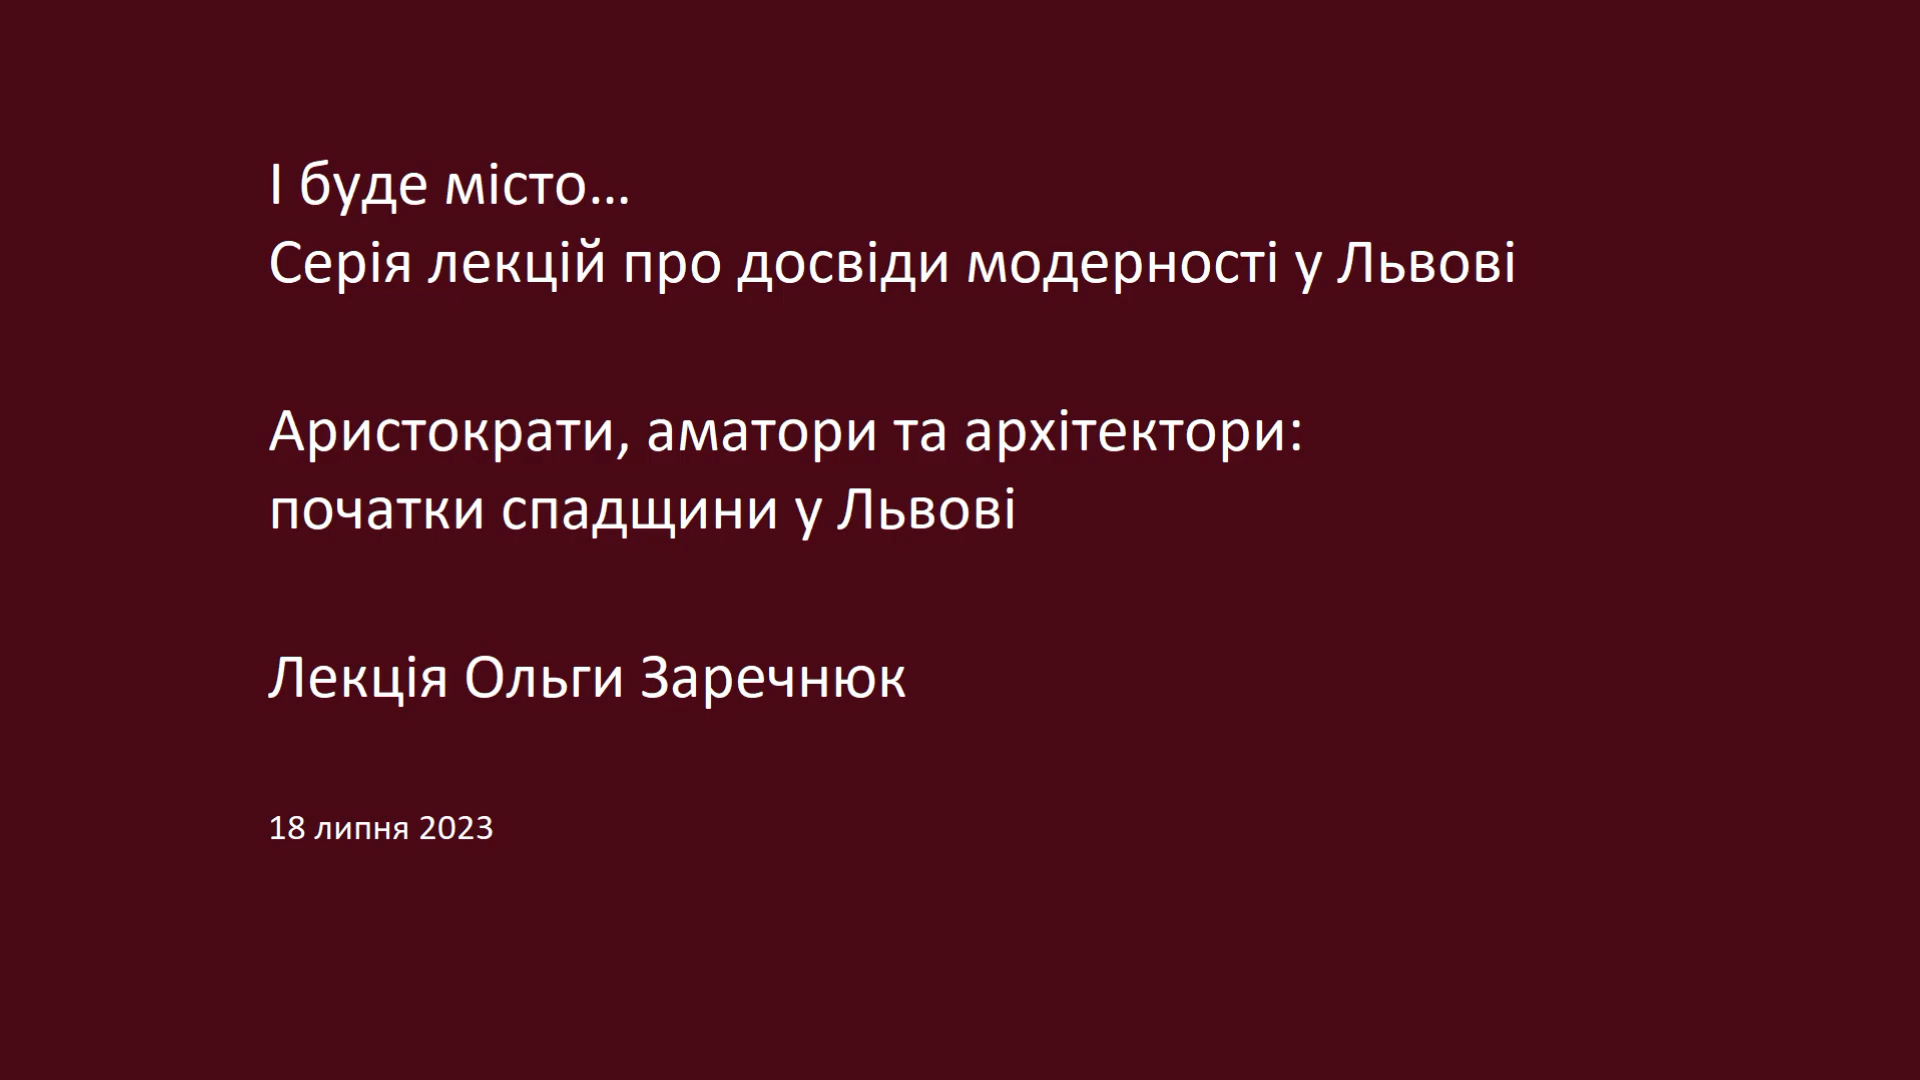 І буде місто...
Серія лекцій про досвіди модерності у Львові
Аристократи, аматори та архітектори:
початки спадщини у Львові
Лекція Ольги Заречнюк
18 липня 2023